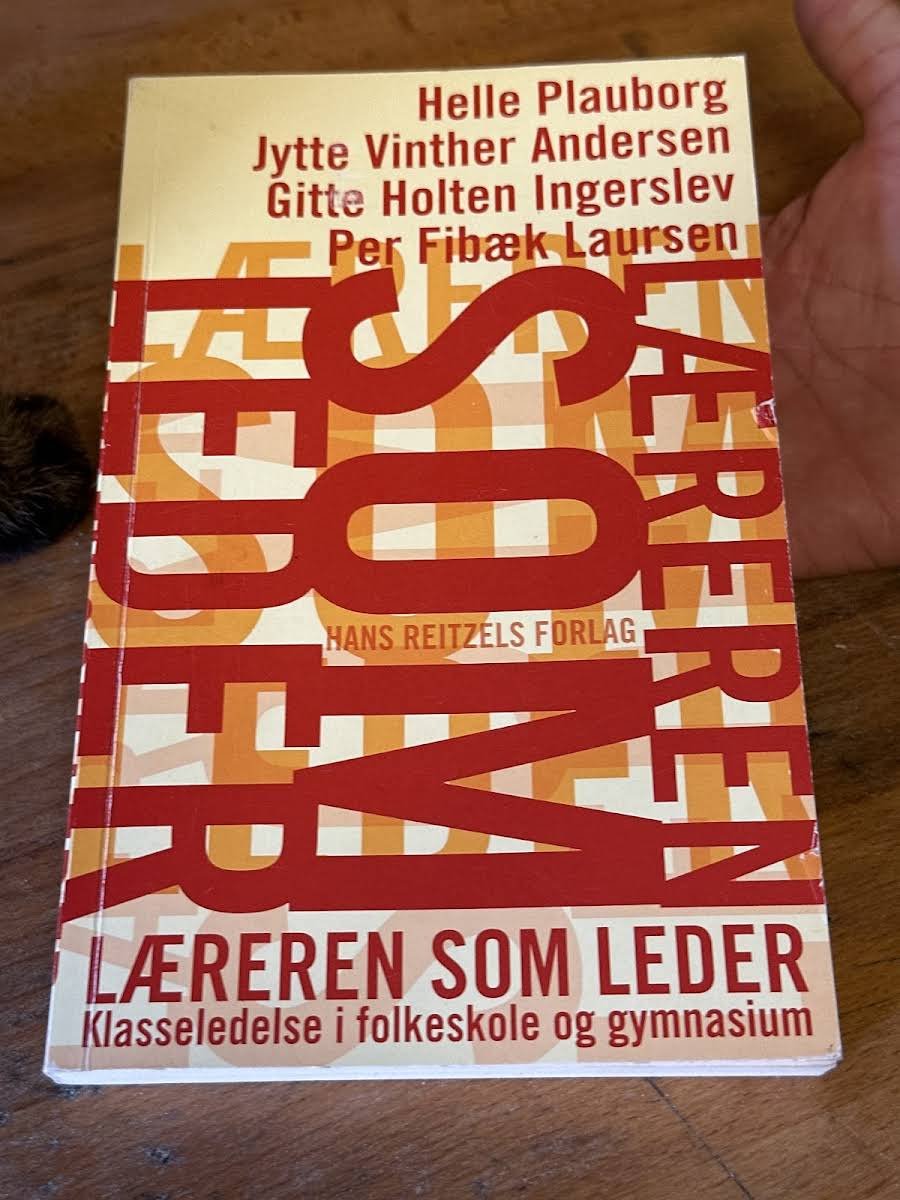 Helle Plauborg
Jytte Vinther Andersen
Gitte Holten Ingerslev
Per Fibæk Laursen
LÆREREN
SOM
LEDER
HANS REITZELS FORLAG
LÆREREN SOM LEDER
Klasseledelse i folkeskole og gymnasium